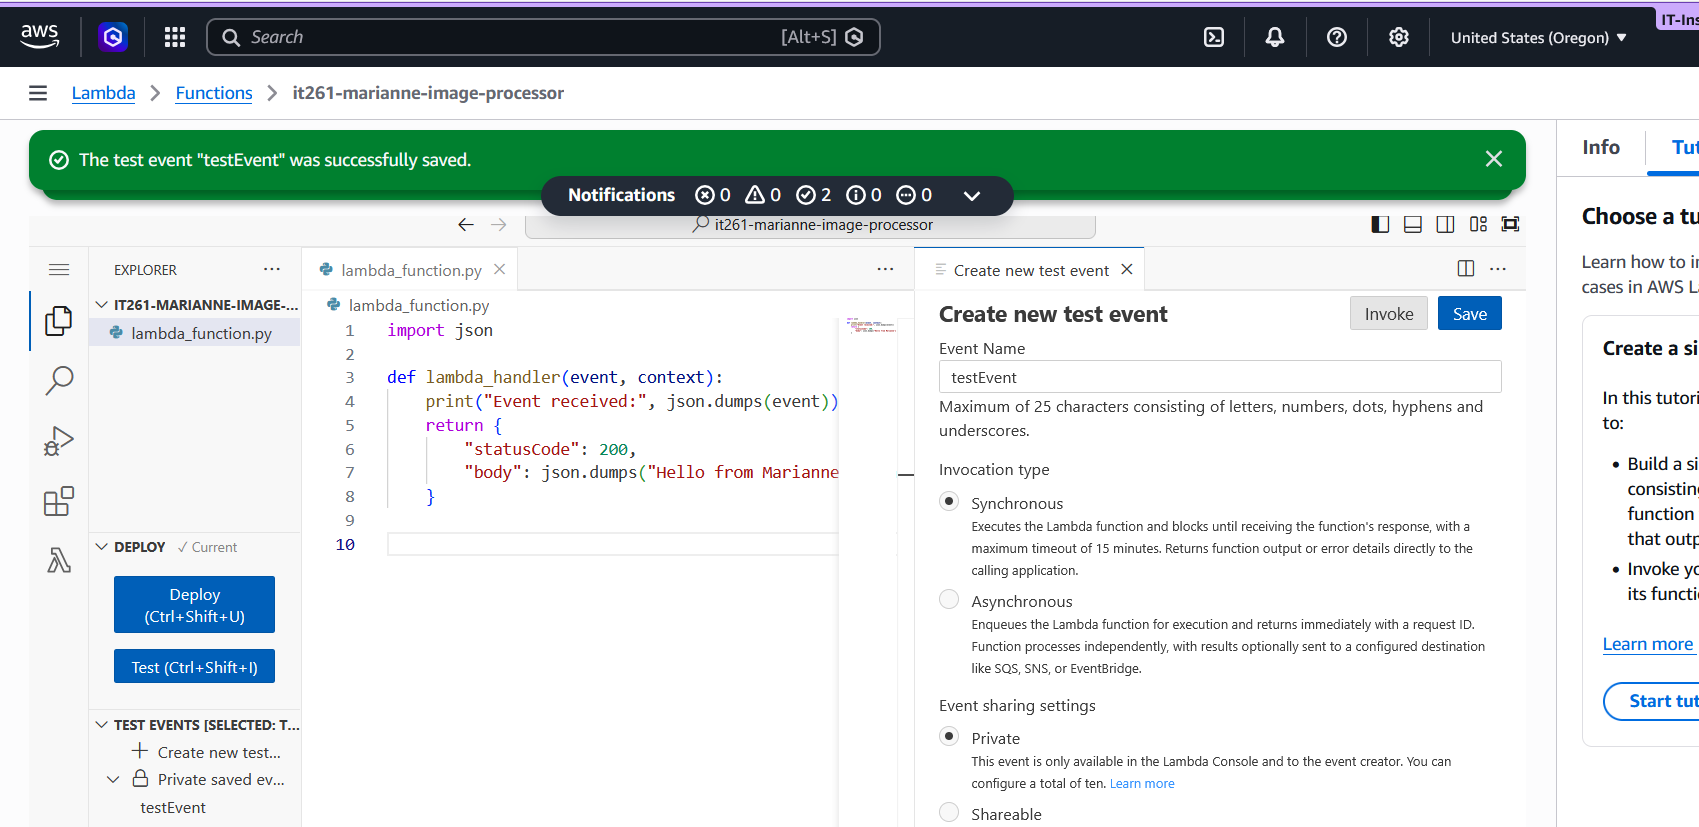 IT-Ins
aws
Search
[Alt+S]
United States (Oregon)
Lambda
Functions
it261-marianne-image-processor
The test event "testEvent" was successfully saved.
Notifications 0 0 2 0 0
it261-marianne-image-processor
EXPLORER
IT261-MARIANNE-IMAGE-...
lambda_function.py
DEPLOY Current
Deploy
(Ctrl+Shift+U)
Test (Ctrl+Shift+I)
TEST EVENTS [SELECTED: T...
Create new test...
Private saved ev...
testEvent
lambda_function.py
lambda_function.py
1 import json
2
3 def lambda_handler(event, context):
4 print("Event received:", json.dumps(event))
5 return {
6 "statusCode": 200,
7 "body": json.dumps("Hello from Marianne
8 }
9
10
Create new test event
Create new test event
Invoke
Save
Event Name
testEvent
Maximum of 25 characters consisting of letters, numbers, dots, hyphens and
underscores.
Invocation type
Synchronous
Executes the Lambda function and blocks until receiving the function's response, with a
maximum timeout of 15 minutes. Returns function output or error details directly to the
calling application.
Asynchronous
Enqueues the Lambda function for execution and returns immediately with a request ID.
Function processes independently, with results optionally sent to a configured destination
like SQS, SNS, or EventBridge.
Event sharing settings
Private
This event is only available in the Lambda Console and to the event creator. You can
configure a total of ten. Learn more
Shareable
Info
Tut
Choose a tu
Learn how to i
cases in AWS L
Create a si
In this tutori
to:
Build a si
consisting
function
that outp
Invoke yo
its functi
Learn more
Start tut